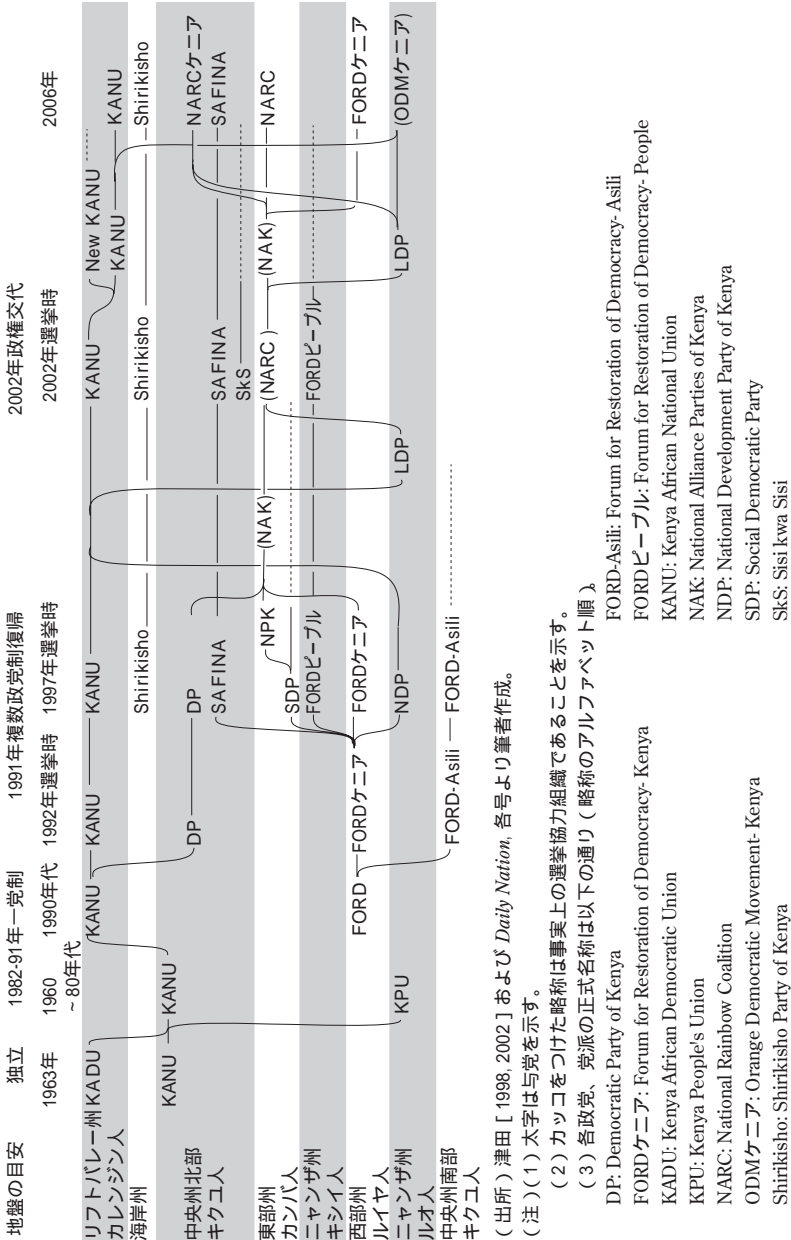 地盤の目安 独立 1982-91年一党制 1991年複数政党制復帰 2002年政権交代
1963年 1960～80年代 1990年代 1992年選挙時 1997年選挙時 2002年選挙時 2006年
リフトバレー州 KADU KANU KANU KANU KANU New KANU
カレンジン人 KANU KANU
海岸州 Shirikisho Shirikisho Shirikisho
KANU KANU
中央州北部 DP DP NARCケニア
キクユ人 SAFINA SAFINA SAFINA
SkS
東部州 NPK (NAK) (NARC) (NAK) NARC
カンバ人 SDP
ニャンザ州 FORDピープル FORDピープル
キシイ人
西部州 FORD FORDケニア FORDケニア FORDケニア
ルイヤ人
ニャンザ州 KPU NDP LDP LDP (ODMケニア)
ルオ人
中央州南部 FORD-Asili FORD-Asili
キクユ人
(出所)津田[1998, 2002]および Daily Nation, 各号より筆者作成。
(注)(1)太字は与党を示す。
(2)カッコをつけた略称は事実上の選挙協力組織であることを示す。
(3)各政党、党派の正式名称は以下の通り(略称のアルファベット順)。
DP: Democratic Party of Kenya
FORDケニア: Forum for Restoration of Democracy- Kenya
KADU: Kenya African Democratic Union
KPU: Kenya People's Union
NARC: National Rainbow Coalition
ODMケニア: Orange Democratic Movement- Kenya
Shirikisho: Shirikisho Party of Kenya
FORD-Asili: Forum for Restoration of Democracy- Asili
FORDピープル: Forum for Restoration of Democracy- People
KANU: Kenya African National Union
NAK: National Alliance Parties of Kenya
NDP: National Development Party of Kenya
SDP: Social Democratic Party
SkS: Sisi kwa Sisi